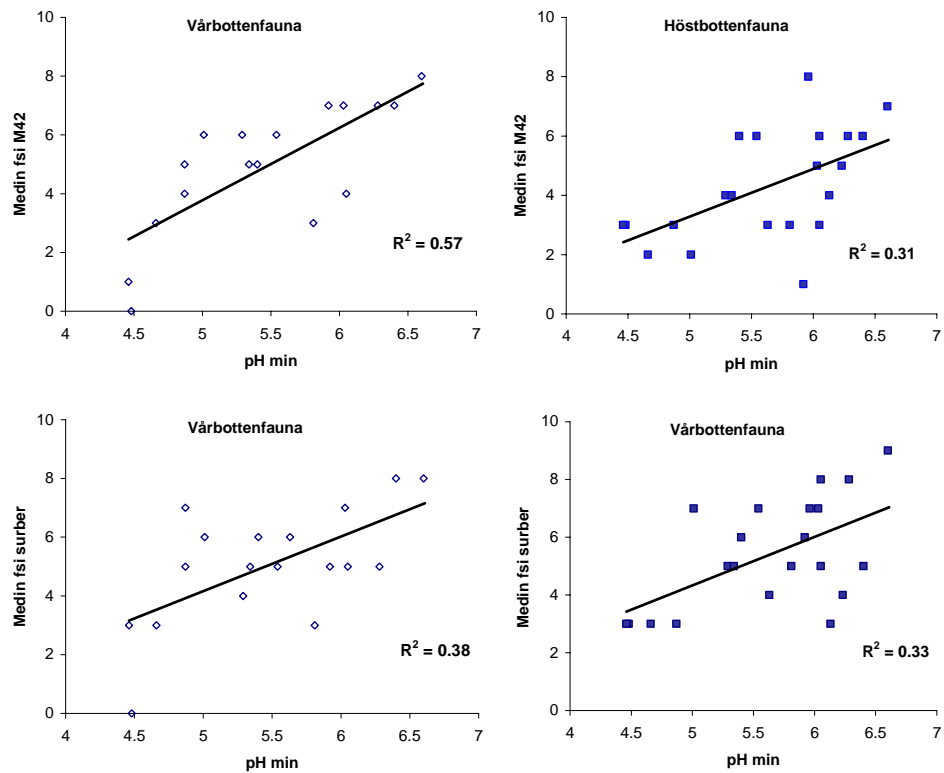 Vårbottenfauna
10
8
6
4
2
0
Medin fsi M42
R² = 0.57
4 4.5 5 5.5 6 6.5 7
pH min
Höstbottenfauna
10
8
6
4
2
0
Medin fsi M42
R² = 0.31
4 4.5 5 5.5 6 6.5 7
pH min
Vårbottenfauna
10
8
6
4
2
0
Medin fsi surber
R² = 0.38
4 4.5 5 5.5 6 6.5 7
pH min
Vårbottenfauna
10
8
6
4
2
0
Medin fsi surber
R² = 0.33
4 4.5 5 5.5 6 6.5 7
pH min